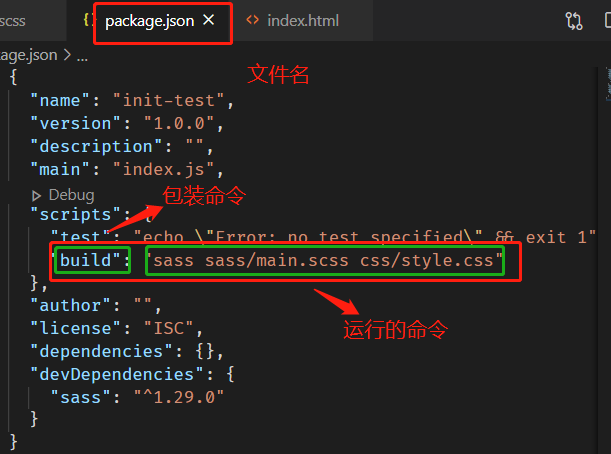 scss
{} package.json ×
<> index.html
age.json > ...
文件名
{
"name": "init-test",
"version": "1.0.0",
"description": "",
"main": "index.js",
Debug
包装命令
"scripts": {
"test": "echo \"Error: no test specified\" && exit 1"
"build": "sass sass/main.scss css/style.css"
},
运行的命令
"author": "",
"license": "ISC",
"dependencies": {},
"devDependencies": {
"sass": "^1.29.0"
}
}